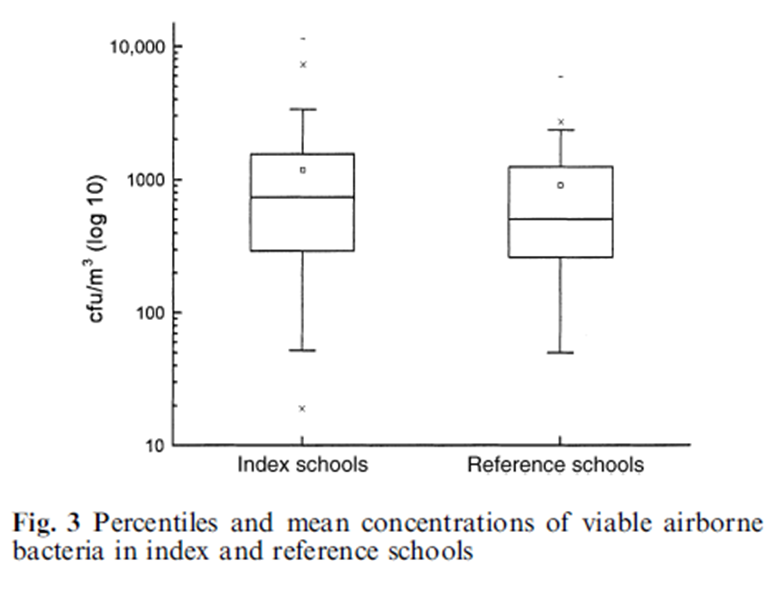 10,000
1000
100
10
cfu/m³ (log 10)
Index schools
Reference schools
Fig. 3 Percentiles and mean concentrations of viable airborne
bacteria in index and reference schools